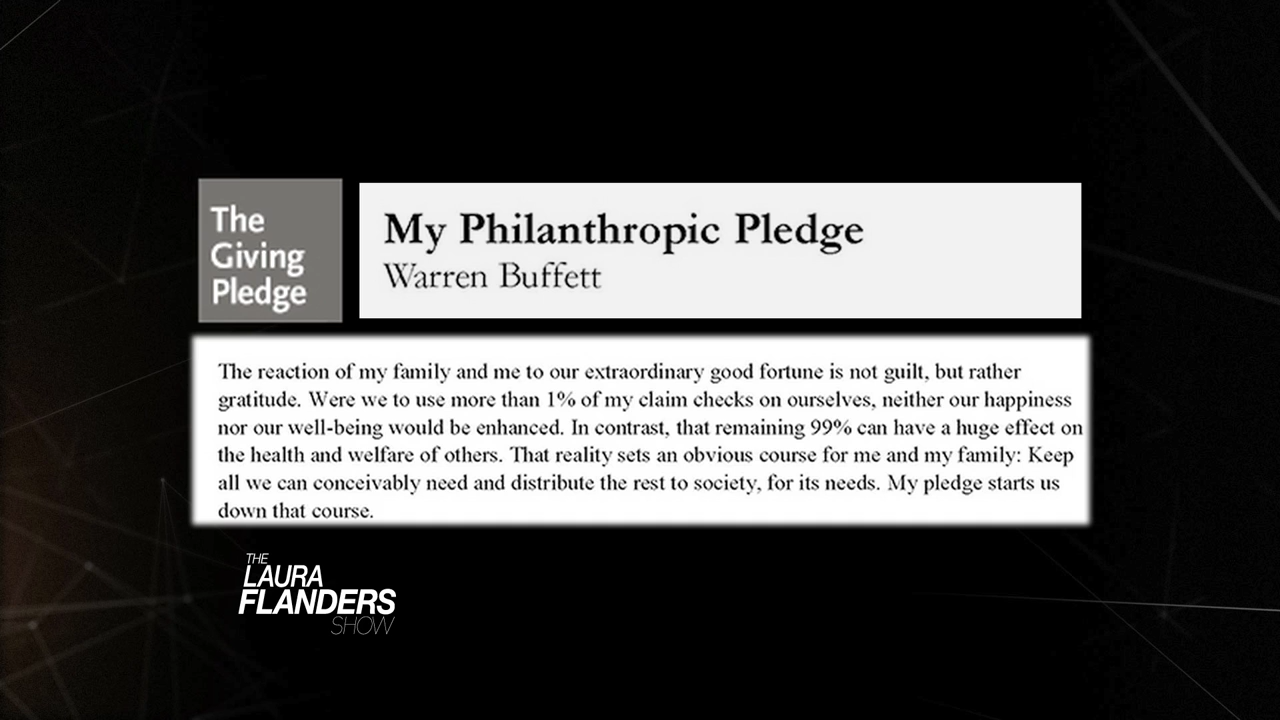 The
Giving
Pledge
My Philanthropic Pledge
Warren Buffett
The reaction of my family and me to our extraordinary good fortune is not guilt, but rather
gratitude. Were we to use more than 1% of my claim checks on ourselves, neither our happiness
nor our well-being would be enhanced. In contrast, that remaining 99% can have a huge effect on
the health and welfare of others. That reality sets an obvious course for me and my family: Keep
all we can conceivably need and distribute the rest to society, for its needs. My pledge starts us
down that course.
THE
LAURA
FLANDERS
SHOW